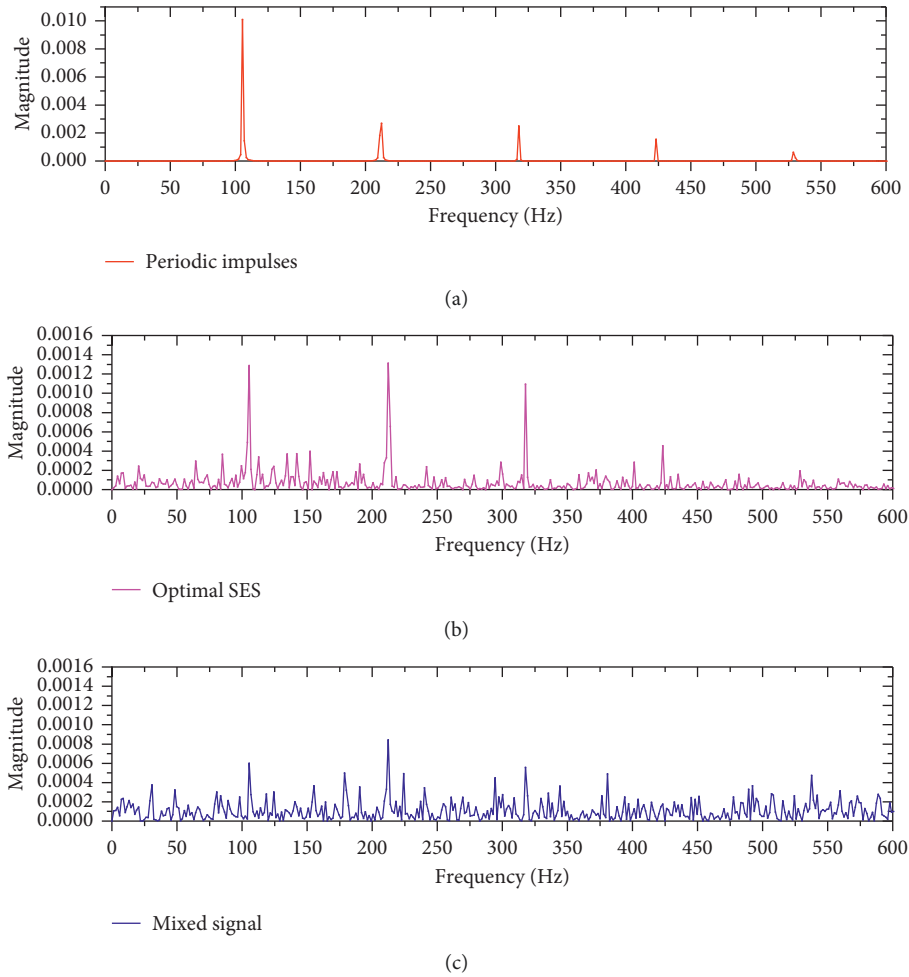 0.010
0.008
0.006
0.004
0.002
0.000
Magnitude
0 50 100 150 200 250 300 350 400 450 500 550 600
Frequency (Hz)
Periodic impulses
(a)
0.0016
0.0014
0.0012
0.0010
0.0008
0.0006
0.0004
0.0002
0.0000
Magnitude
0 50 100 150 200 250 300 350 400 450 500 550 600
Frequency (Hz)
Optimal SES
(b)
0.0016
0.0014
0.0012
0.0010
0.0008
0.0006
0.0004
0.0002
0.0000
Magnitude
0 50 100 150 200 250 300 350 400 450 500 550 600
Frequency (Hz)
Mixed signal
(c)